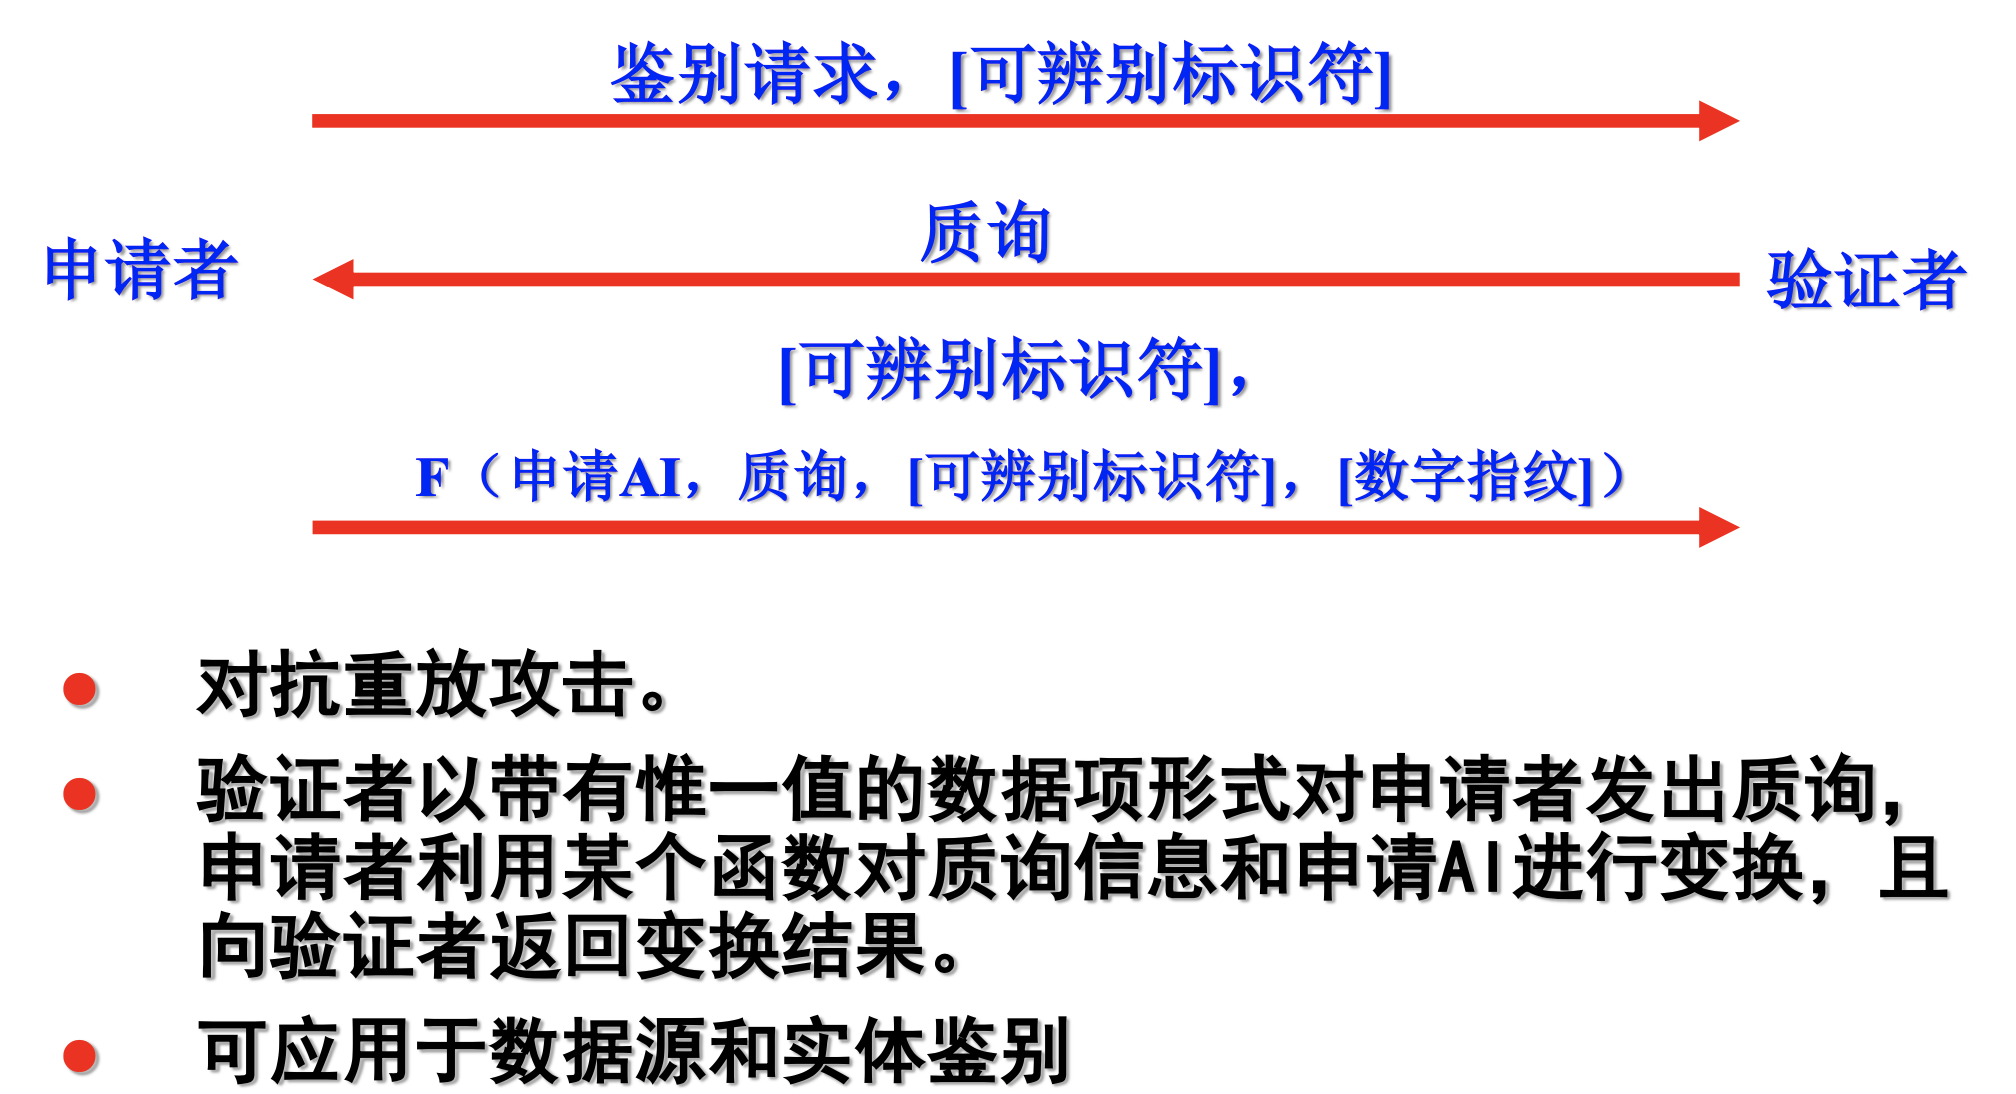 鉴别请求，[可辨别标识符]
质询
申请者
验证者
[可辨别标识符]，
F（申请AI，质询，[可辨别标识符]，[数字指纹]）
对抗重放攻击。
验证者以带有惟一值的数据项形式对申请者发出质询，
申请者利用某个函数对质询信息和申请AI进行变换，且
向验证者返回变换结果。
可应用于数据源和实体鉴别